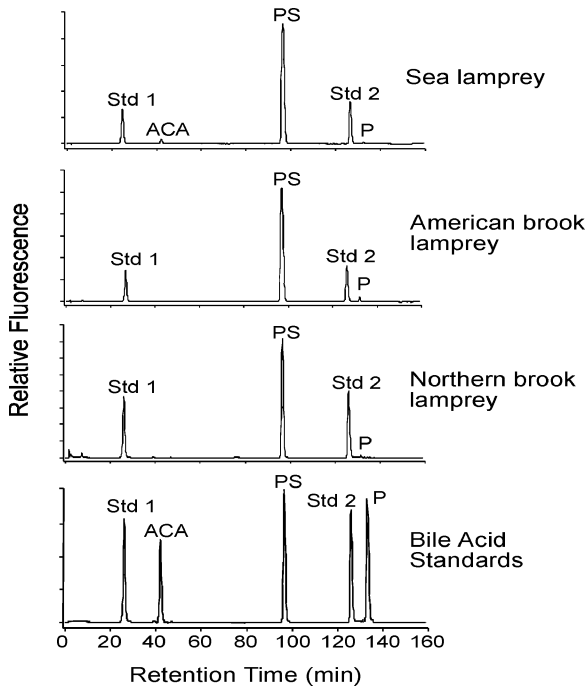 PS
Std 1
ACA
Std 2
P
Sea lamprey
PS
Std 1
Std 2
P
American brook
lamprey
PS
Std 1
Std 2
P
Northern brook
lamprey
PS
Std 1
ACA
Std 2
P
Bile Acid
Standards
Relative Fluorescence
0 20 40 60 80 100 120 140 160
Retention Time (min)